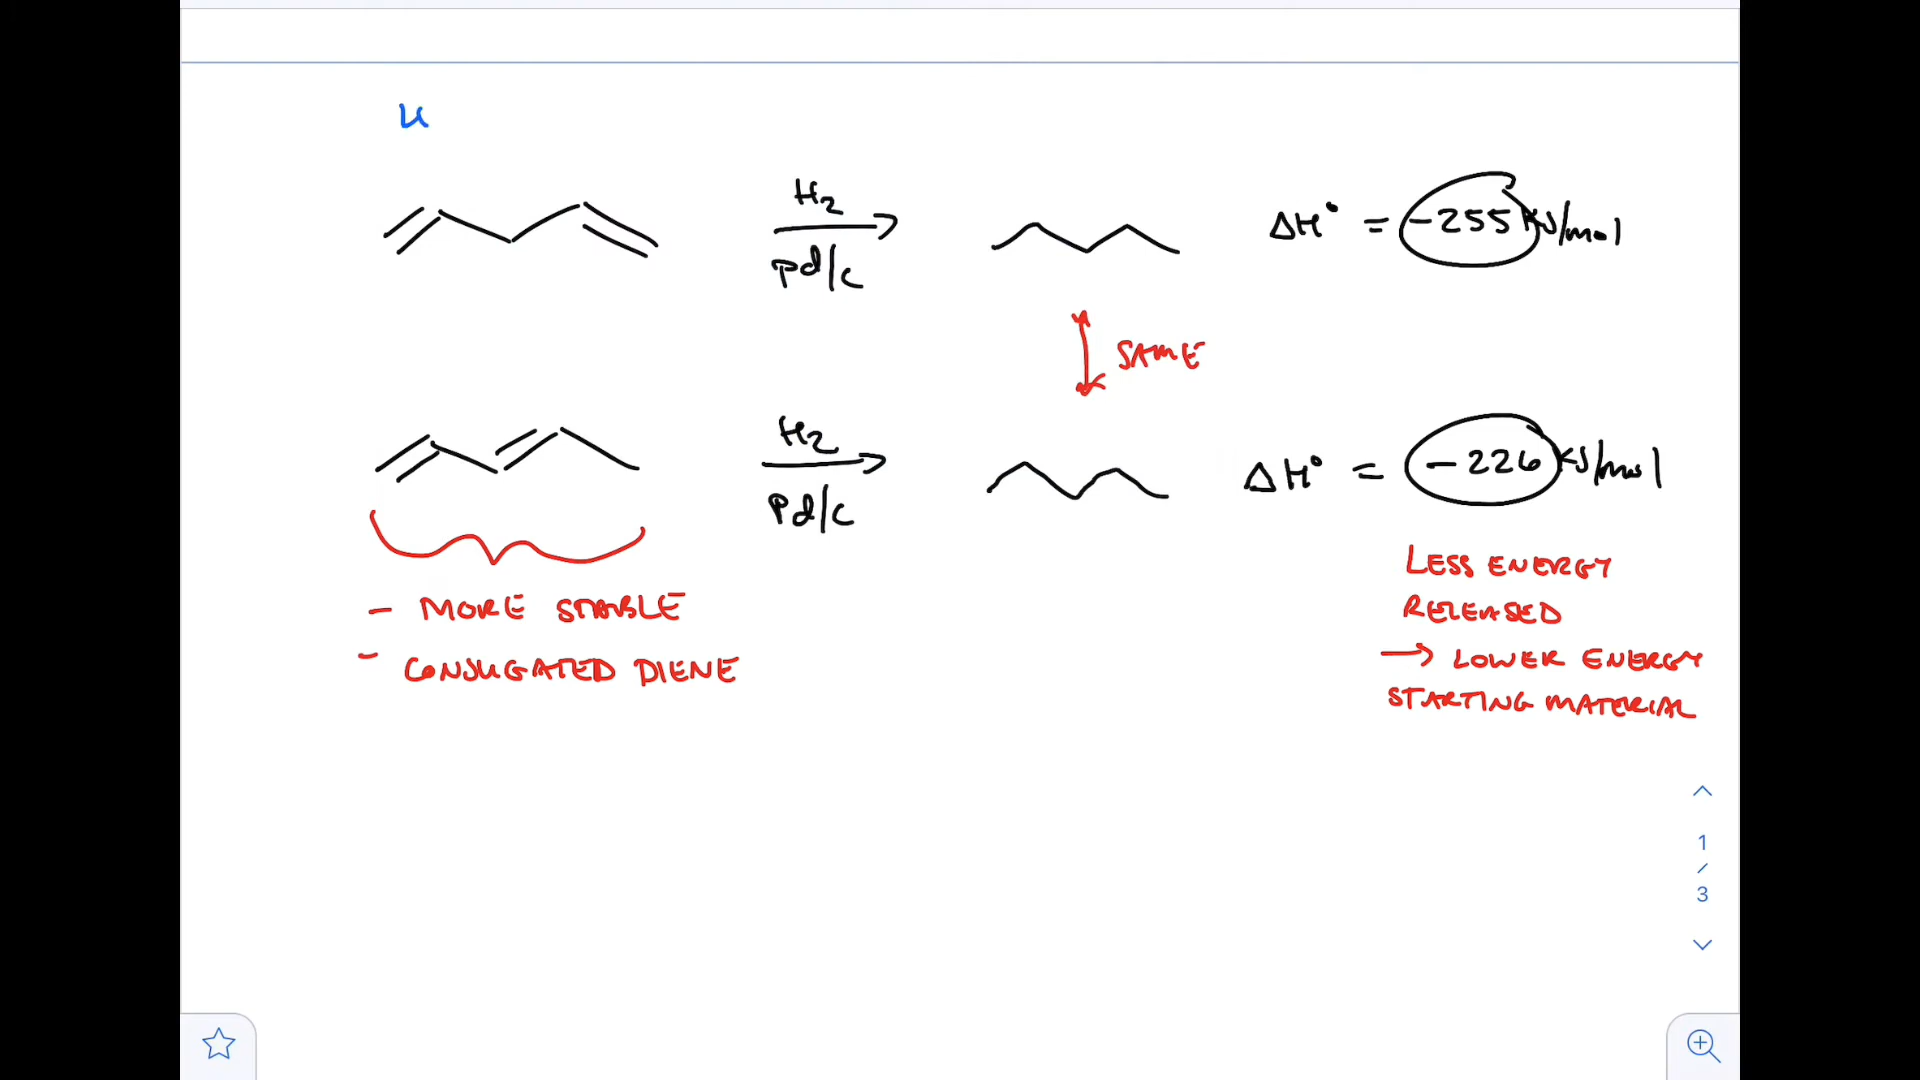 u
H2
Pd/C
ΔH° = -255 KJ/mol
SAME
H2
Pd/C
ΔH° = -226 KJ/mol
LESS ENERGY
RELEASED
→ LOWER ENERGY
STARTING MATERIAL
- MORE STABLE
- CONJUGATED DIENE
1
/
3